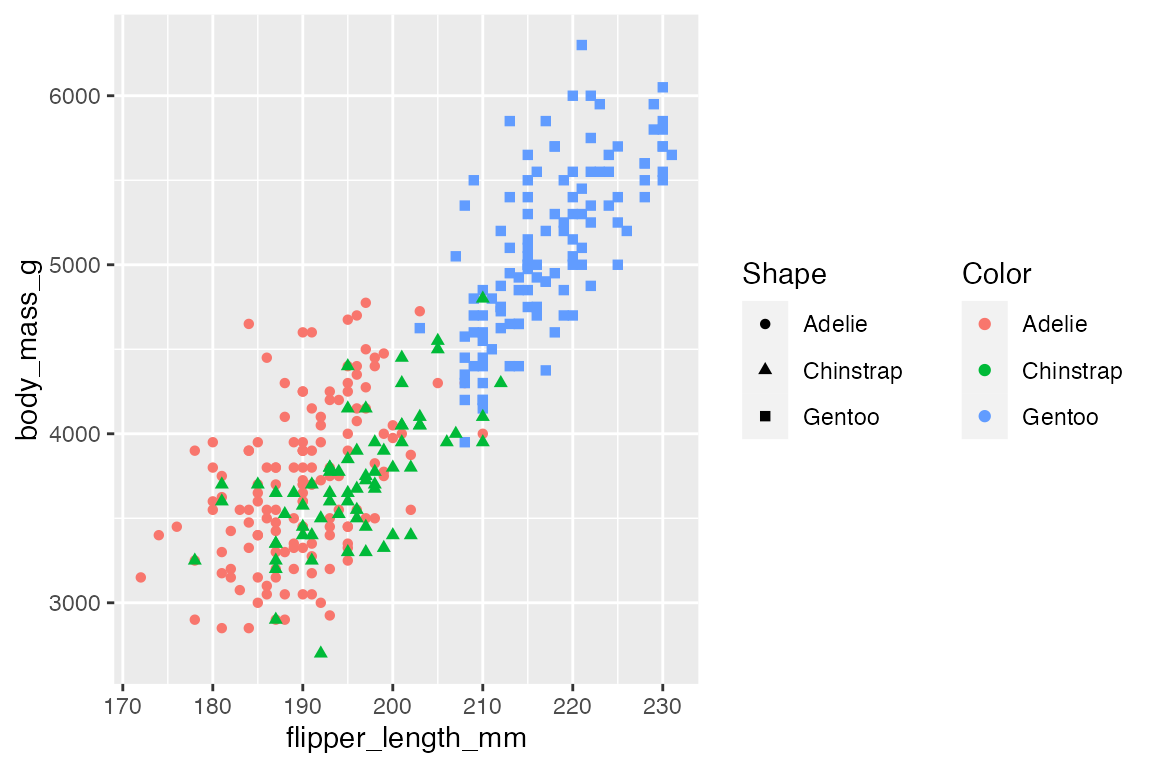 6000
5000
4000
3000
body_mass_g
170 180 190 200 210 220 230
flipper_length_mm
Shape
Adelie
Chinstrap
Gentoo
Color
Adelie
Chinstrap
Gentoo